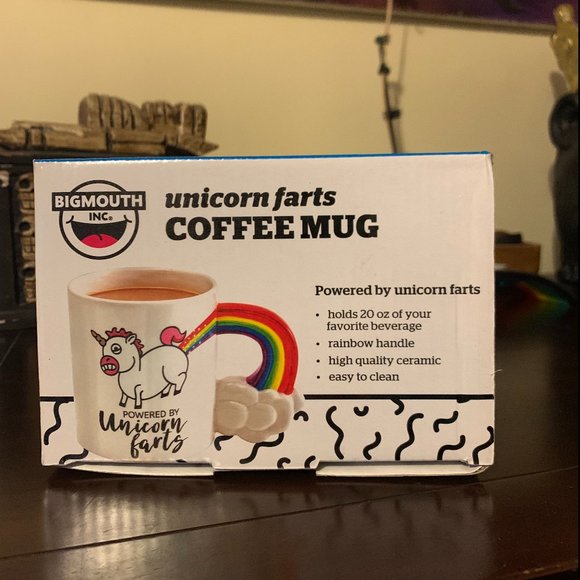 BIGMOUTH
INC.®
unicorn farts
COFFEE MUG
Powered by unicorn farts
• holds 20 oz of your
favorite beverage
• rainbow handle
• high quality ceramic
• easy to clean
POWERED BY
Unicorn
farts